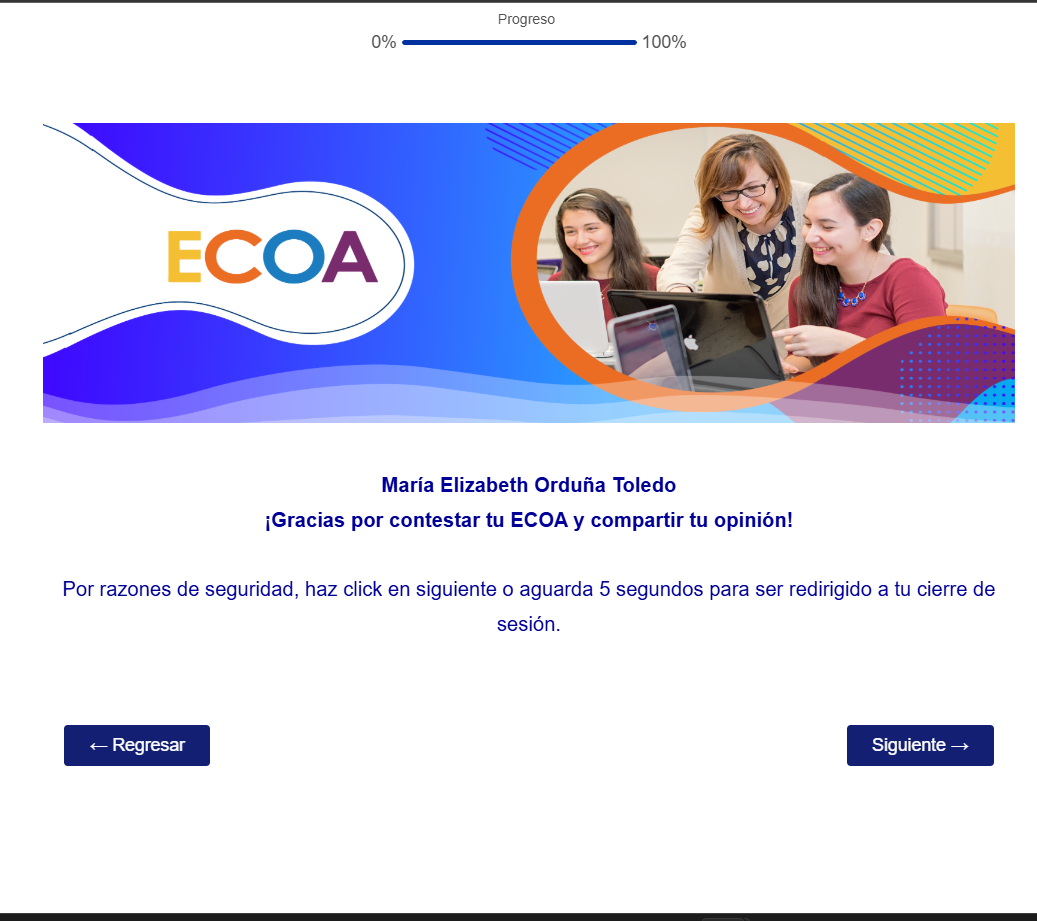 Progreso
0% 100%
ECOA
María Elizabeth Orduña Toledo
¡Gracias por contestar tu ECOA y compartir tu opinión!
Por razones de seguridad, haz click en siguiente o aguarda 5 segundos para ser redirigido a tu cierre de
sesión.
← Regresar
Siguiente →